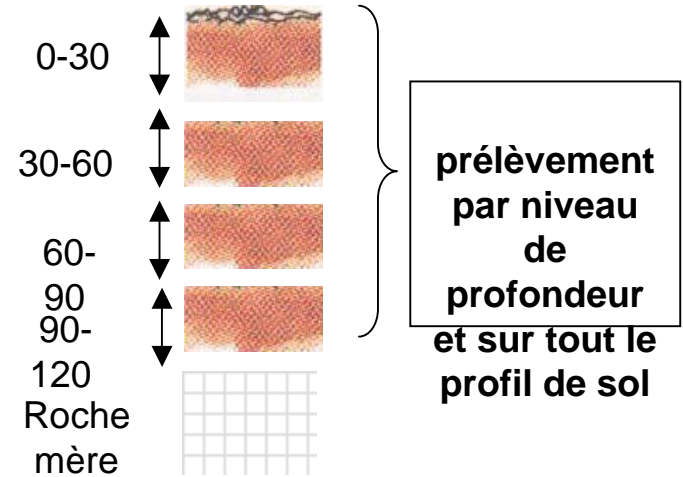 0-30
30-60
60-
90
90-
120
Roche
mère
prélèvement
par niveau
de
profondeur
et sur tout le
profil de sol